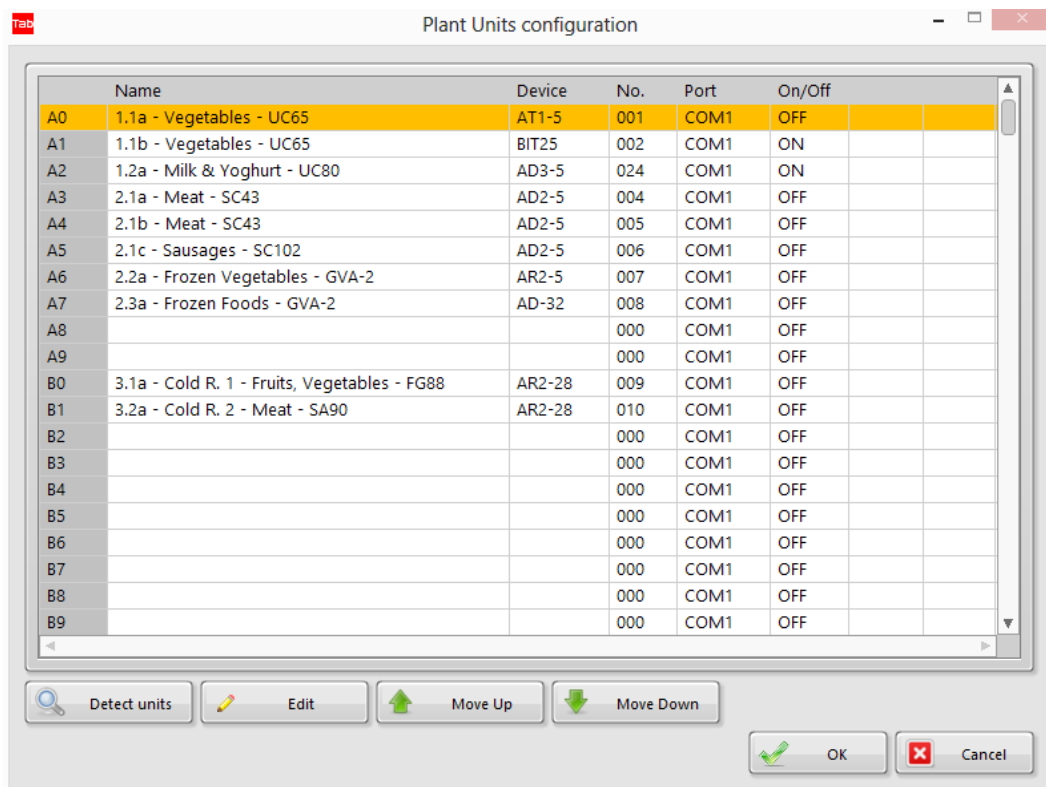 Tab Plant Units configuration
Name Device No. Port On/Off
A0 1.1a - Vegetables - UC65 AT1-5 001 COM1 OFF
A1 1.1b - Vegetables - UC65 BIT25 002 COM1 ON
A2 1.2a - Milk & Yoghurt - UC80 AD3-5 024 COM1 ON
A3 2.1a - Meat - SC43 AD2-5 004 COM1 OFF
A4 2.1b - Meat - SC43 AD2-5 005 COM1 OFF
A5 2.1c - Sausages - SC102 AD2-5 006 COM1 OFF
A6 2.2a - Frozen Vegetables - GVA-2 AR2-5 007 COM1 OFF
A7 2.3a - Frozen Foods - GVA-2 AD-32 008 COM1 OFF
A8 000 COM1 OFF
A9 000 COM1 OFF
B0 3.1a - Cold R. 1 - Fruits, Vegetables - FG88 AR2-28 009 COM1 OFF
B1 3.2a - Cold R. 2 - Meat - SA90 AR2-28 010 COM1 OFF
B2 000 COM1 OFF
B3 000 COM1 OFF
B4 000 COM1 OFF
B5 000 COM1 OFF
B6 000 COM1 OFF
B7 000 COM1 OFF
B8 000 COM1 OFF
B9 000 COM1 OFF
Detect units Edit Move Up Move Down
OK Cancel